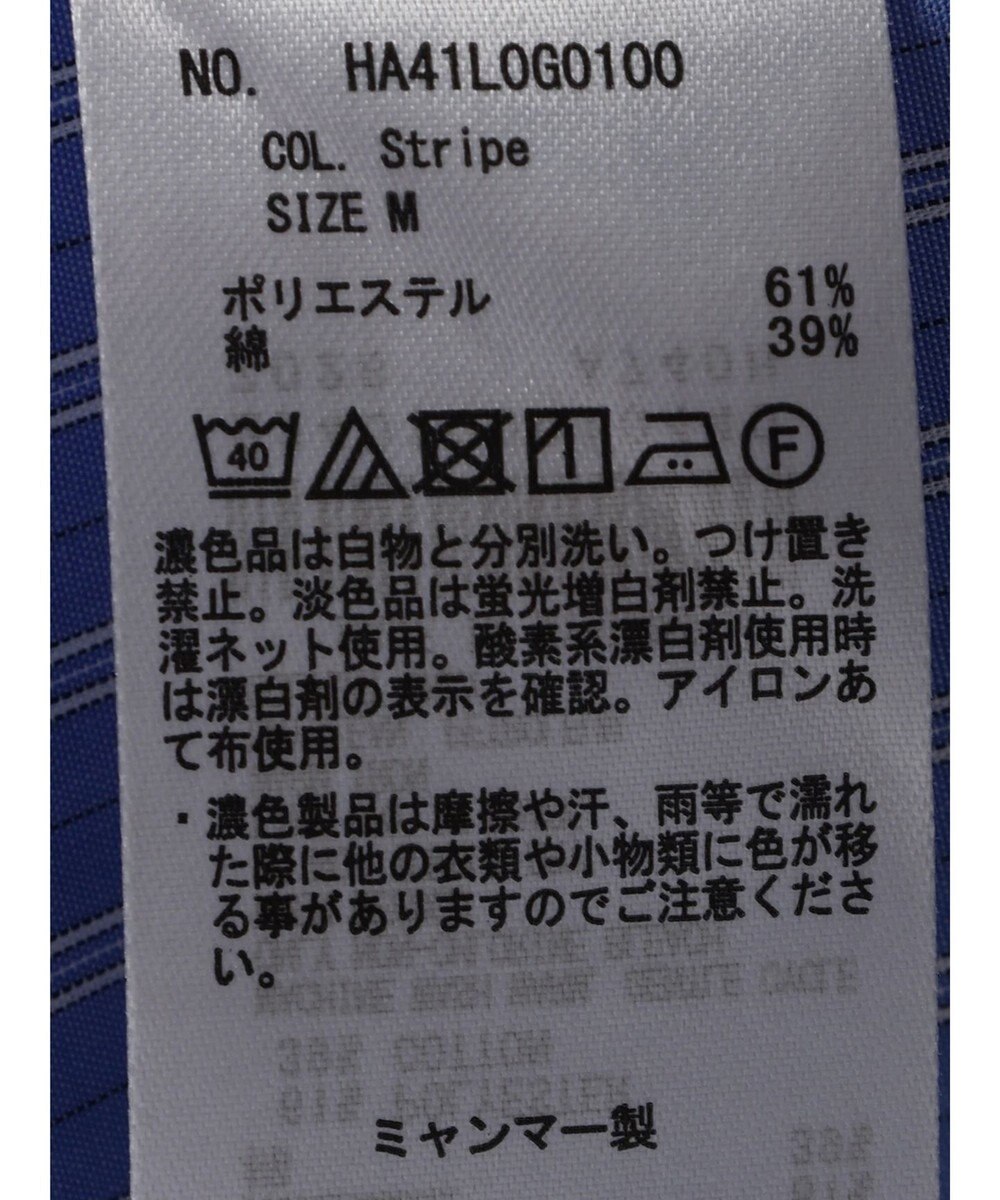 NO. HA41LOG0100
COL. Stripe
SIZE M
ポリエステル 61%
綿 39%
40 F
濃色品は白物と分別洗い。つけ置き
禁止。淡色品は蛍光増白剤禁止。洗
濯ネット使用。酸素系漂白剤使用時
は漂白剤の表示を確認。アイロンあ
て布使用。
・濃色製品は摩擦や汗、雨等で濡れ
た際に他の衣類や小物類に色が移
る事がありますのでご注意くださ
い。
39% COTTON
61% POLYESTER
ミャンマー製